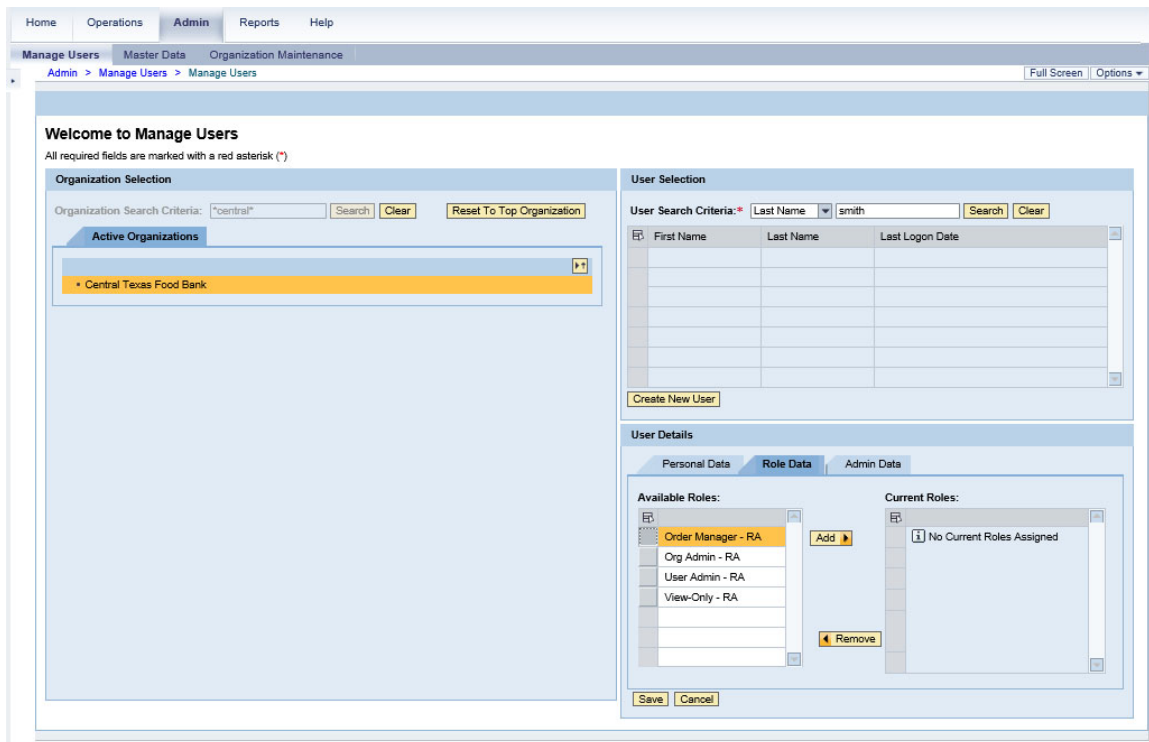 Home Operations Admin Reports Help
Manage Users Master Data Organization Maintenance
Admin > Manage Users > Manage Users
Full Screen Options
Welcome to Manage Users
All required fields are marked with a red asterisk (*)
Organization Selection
Organization Search Criteria: *central* Search Clear Reset To Top Organization
Active Organizations
Central Texas Food Bank
User Selection
User Search Criteria:* Last Name smith Search Clear
First Name Last Name Last Logon Date
Create New User
User Details
Personal Data Role Data Admin Data
Available Roles:
Order Manager - RA
Org Admin - RA
User Admin - RA
View-Only - RA
Add
Remove
Current Roles:
No Current Roles Assigned
Save Cancel